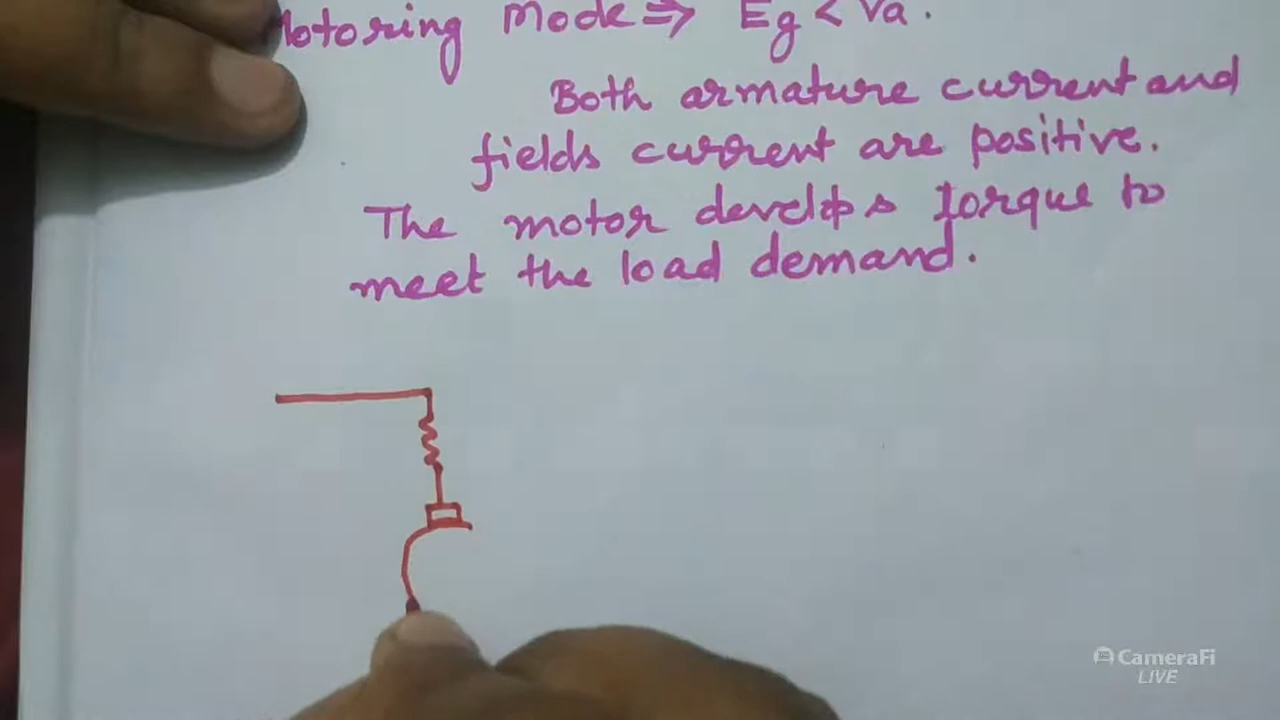 Motoring Mode ⇒ Eg < Va.
Both armature current and
fields current are positive.
The motor develops torque to
meet the load demand.
CameraFi
LIVE